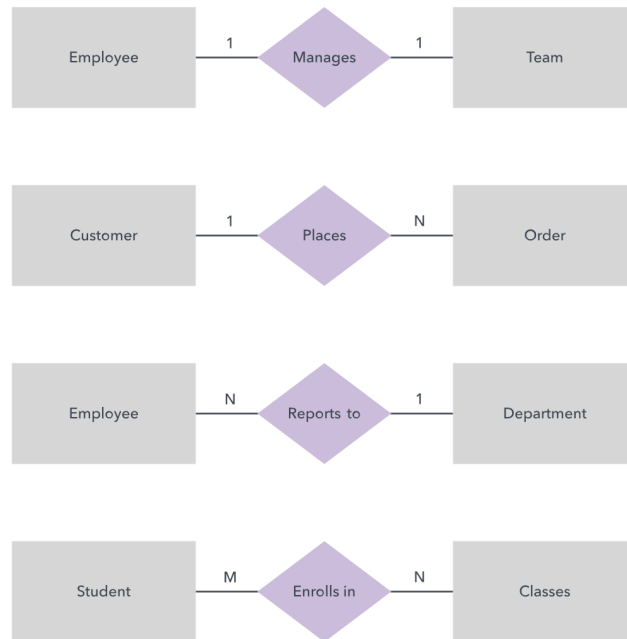 Employee 1 Manages 1 Team
Customer 1 Places N Order
Employee N Reports to 1 Department
Student M Enrolls in N Classes